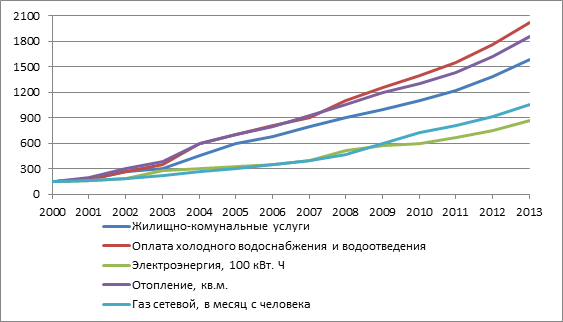 2100
1800
1500
1200
900
600
300
0
2000 2001 2002 2003 2004 2005 2006 2007 2008 2009 2010 2011 2012 2013
Жилищно-комунальные услуги
Оплата холодного водоснабжения и водоотведения
Электроэнергия, 100 кВт. Ч
Отопление, кв.м.
Газ сетевой, в месяц с человека